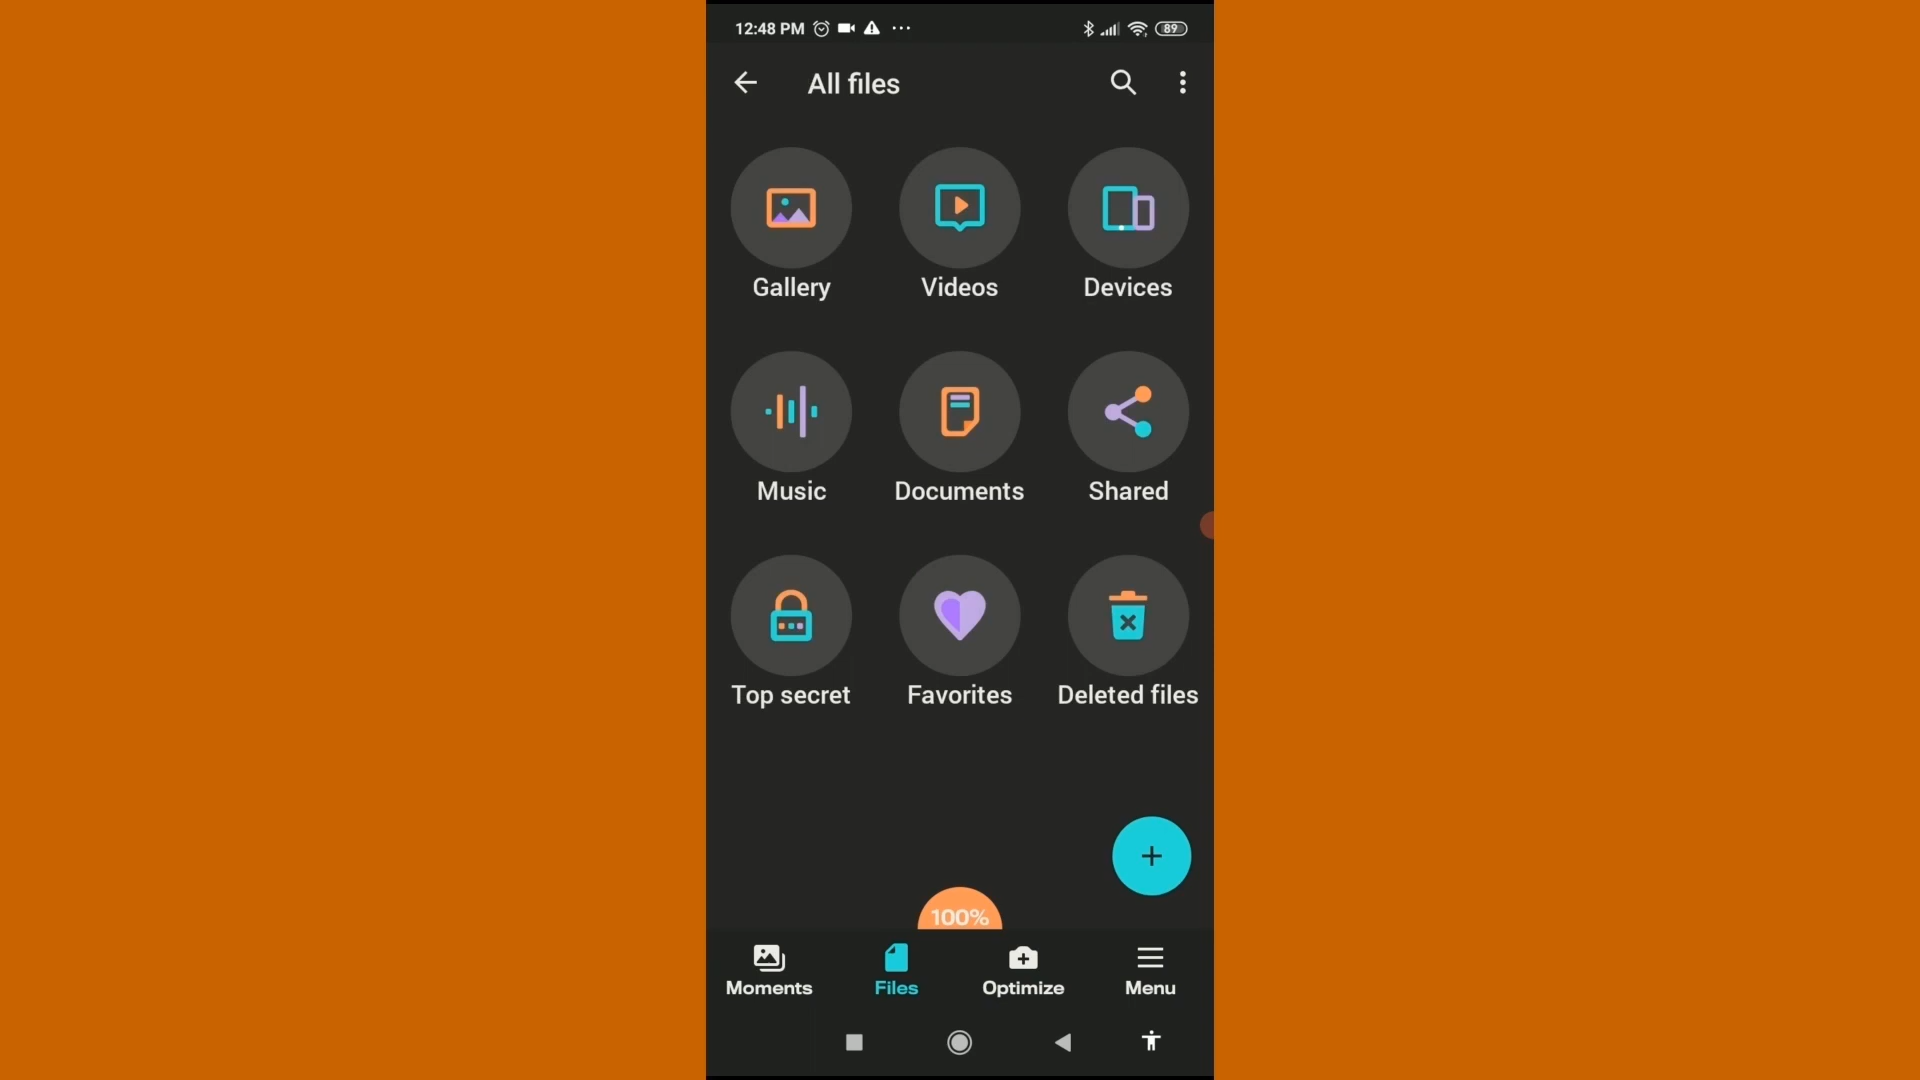 12:48 PM ... 89
All files
Gallery Videos Devices
Music Documents Shared
Top secret Favorites Deleted files
+
100%
Moments Files Optimize Menu